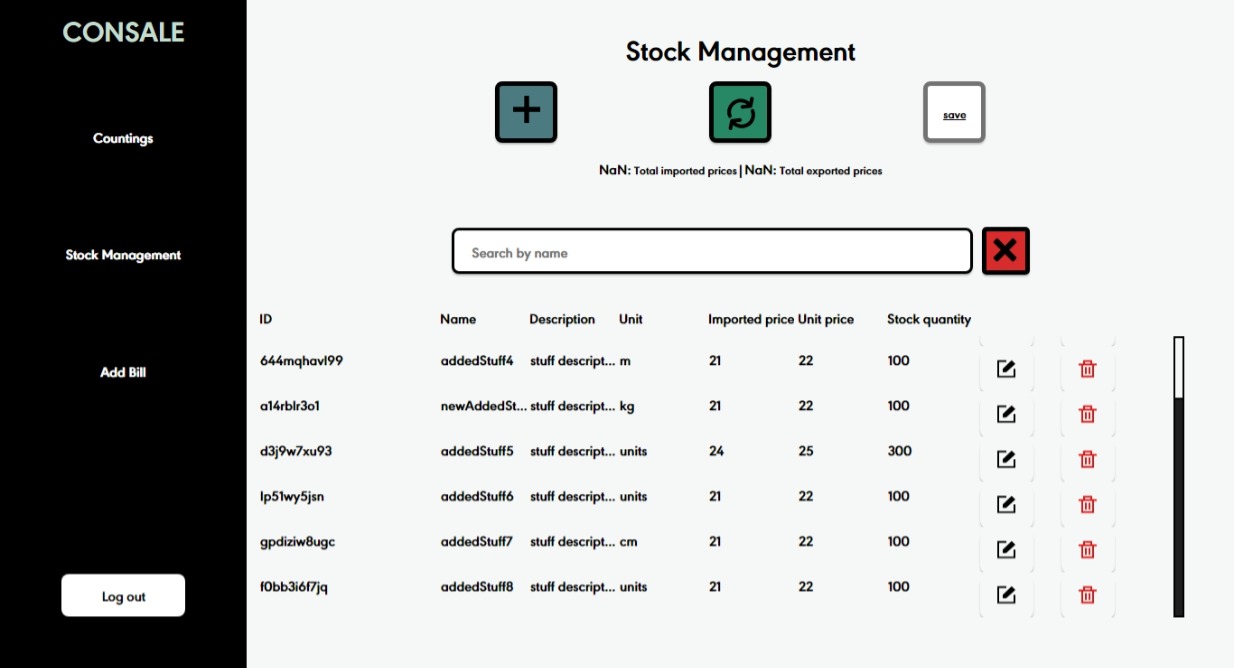 CONSALE
Countings
Stock Management
Add Bill
Log out
Stock Management
save
NaN: Total imported prices | NaN: Total exported prices
Search by name
ID Name Description Unit Imported price Unit price Stock quantity
644mqhavl99 addedStuff4 stuff descript... m 21 22 100
a14rblr3o1 newAddedSt... stuff descript... kg 21 22 100
d3j9w7xu93 addedStuff5 stuff descript... units 24 25 300
lp51wy5jsn addedStuff6 stuff descript... units 21 22 100
gpdiziw8ugc addedStuff7 stuff descript... cm 21 22 100
f0bb3i6f7jq addedStuff8 stuff descript... units 21 22 100